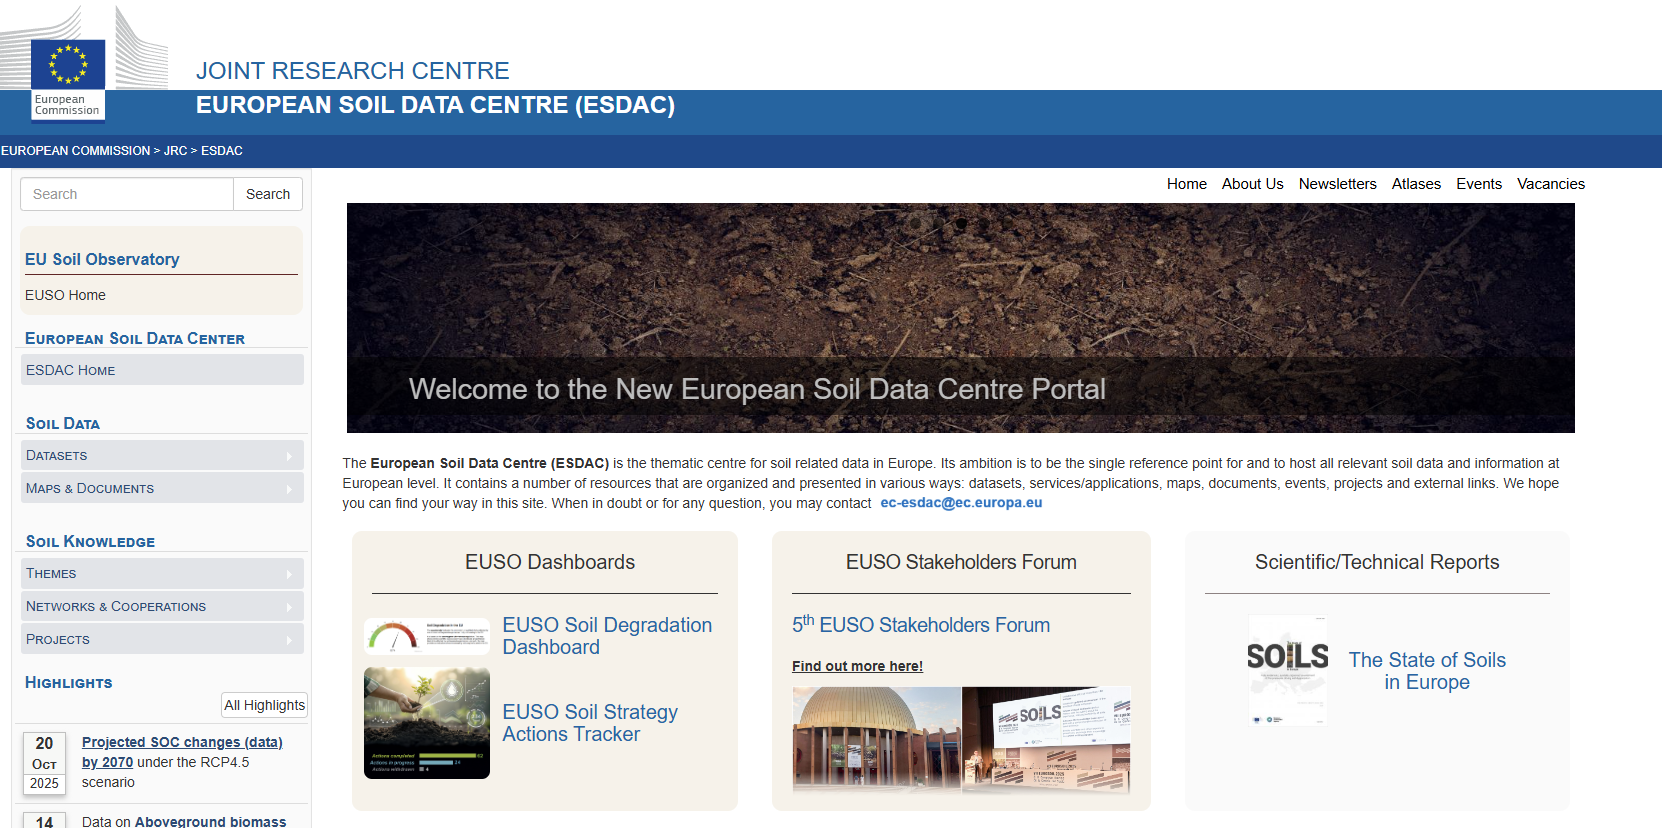 JOINT RESEARCH CENTRE
EUROPEAN SOIL DATA CENTRE (ESDAC)
European
Commission
EUROPEAN COMMISSION > JRC > ESDAC
Home About Us Newsletters Atlases Events Vacancies
Search Search
EU Soil Observatory
EUSO Home
European Soil Data Center
ESDAC Home
Soil Data
Datasets
Maps & Documents
Soil Knowledge
Themes
Networks & Cooperations
Projects
Highlights
All Highlights
20
Oct
2025
Projected SOC changes (data)
by 2070 under the RCP4.5
scenario
14
Data on Aboveground biomass
Welcome to the New European Soil Data Centre Portal
The European Soil Data Centre (ESDAC) is the thematic centre for soil related data in Europe. Its ambition is to be the single reference point for and to host all relevant soil data and information at
European level. It contains a number of resources that are organized and presented in various ways: datasets, services/applications, maps, documents, events, projects and external links. We hope
you can find your way in this site. When in doubt or for any question, you may contact ec-esdac@ec.europa.eu
EUSO Dashboards
EUSO Soil Degradation
Dashboard
EUSO Soil Strategy
Actions Tracker
Actions completed
Actions in progress
Actions withdrawn
EUSO Stakeholders Forum
5th EUSO Stakeholders Forum
Find out more here!
SOILS
Scientific/Technical Reports
SOILS
The State of Soils
in Europe